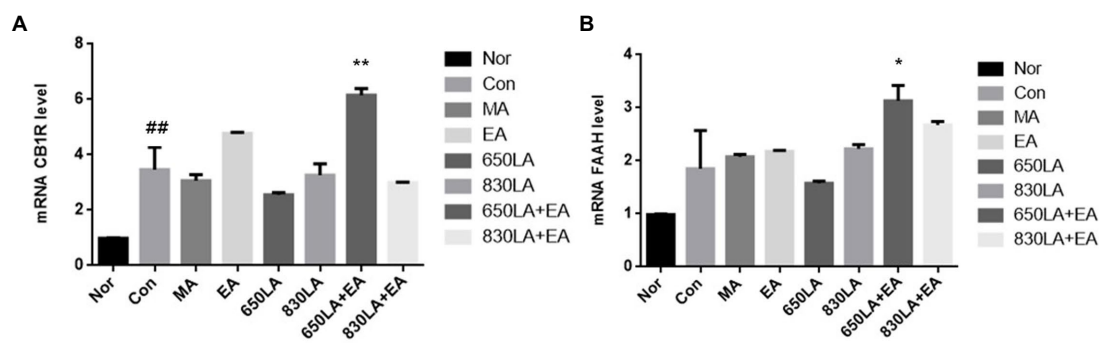 A
mRNA CB1R level
8
6
4
2
0
##
**
Nor
Con
MA
EA
650LA
830LA
650LA+EA
830LA+EA
Nor
Con
MA
EA
650LA
830LA
650LA+EA
830LA+EA
B
mRNA FAAH level
4
3
2
1
0
*
Nor
Con
MA
EA
650LA
830LA
650LA+EA
830LA+EA
Nor
Con
MA
EA
650LA
830LA
650LA+EA
830LA+EA